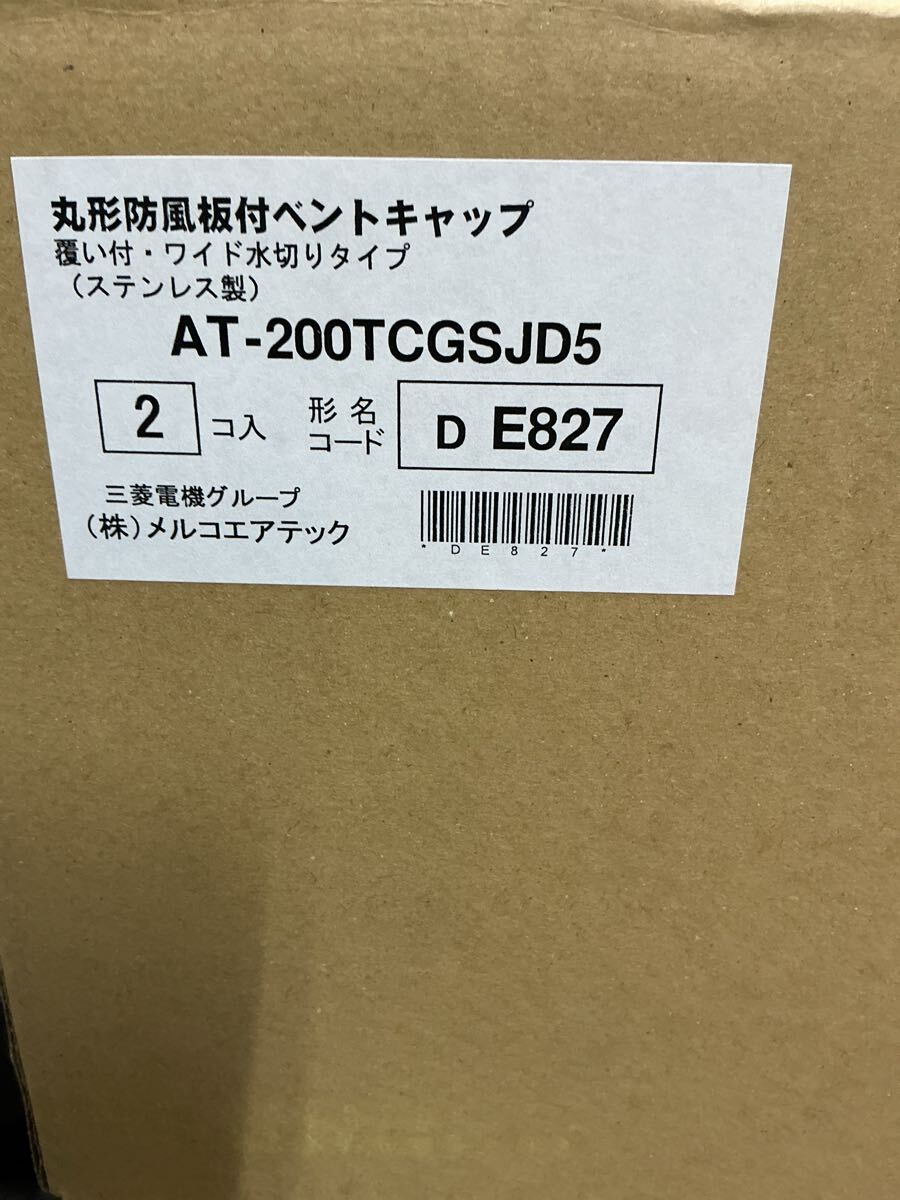 丸形防風板付ベントキャップ
覆い付・ワイド水切りタイプ
(ステンレス製)
AT-200TCGSJD5
2 コ入 形名コード D E827
三菱電機グループ
(株)メルコエアテック
*DE827*